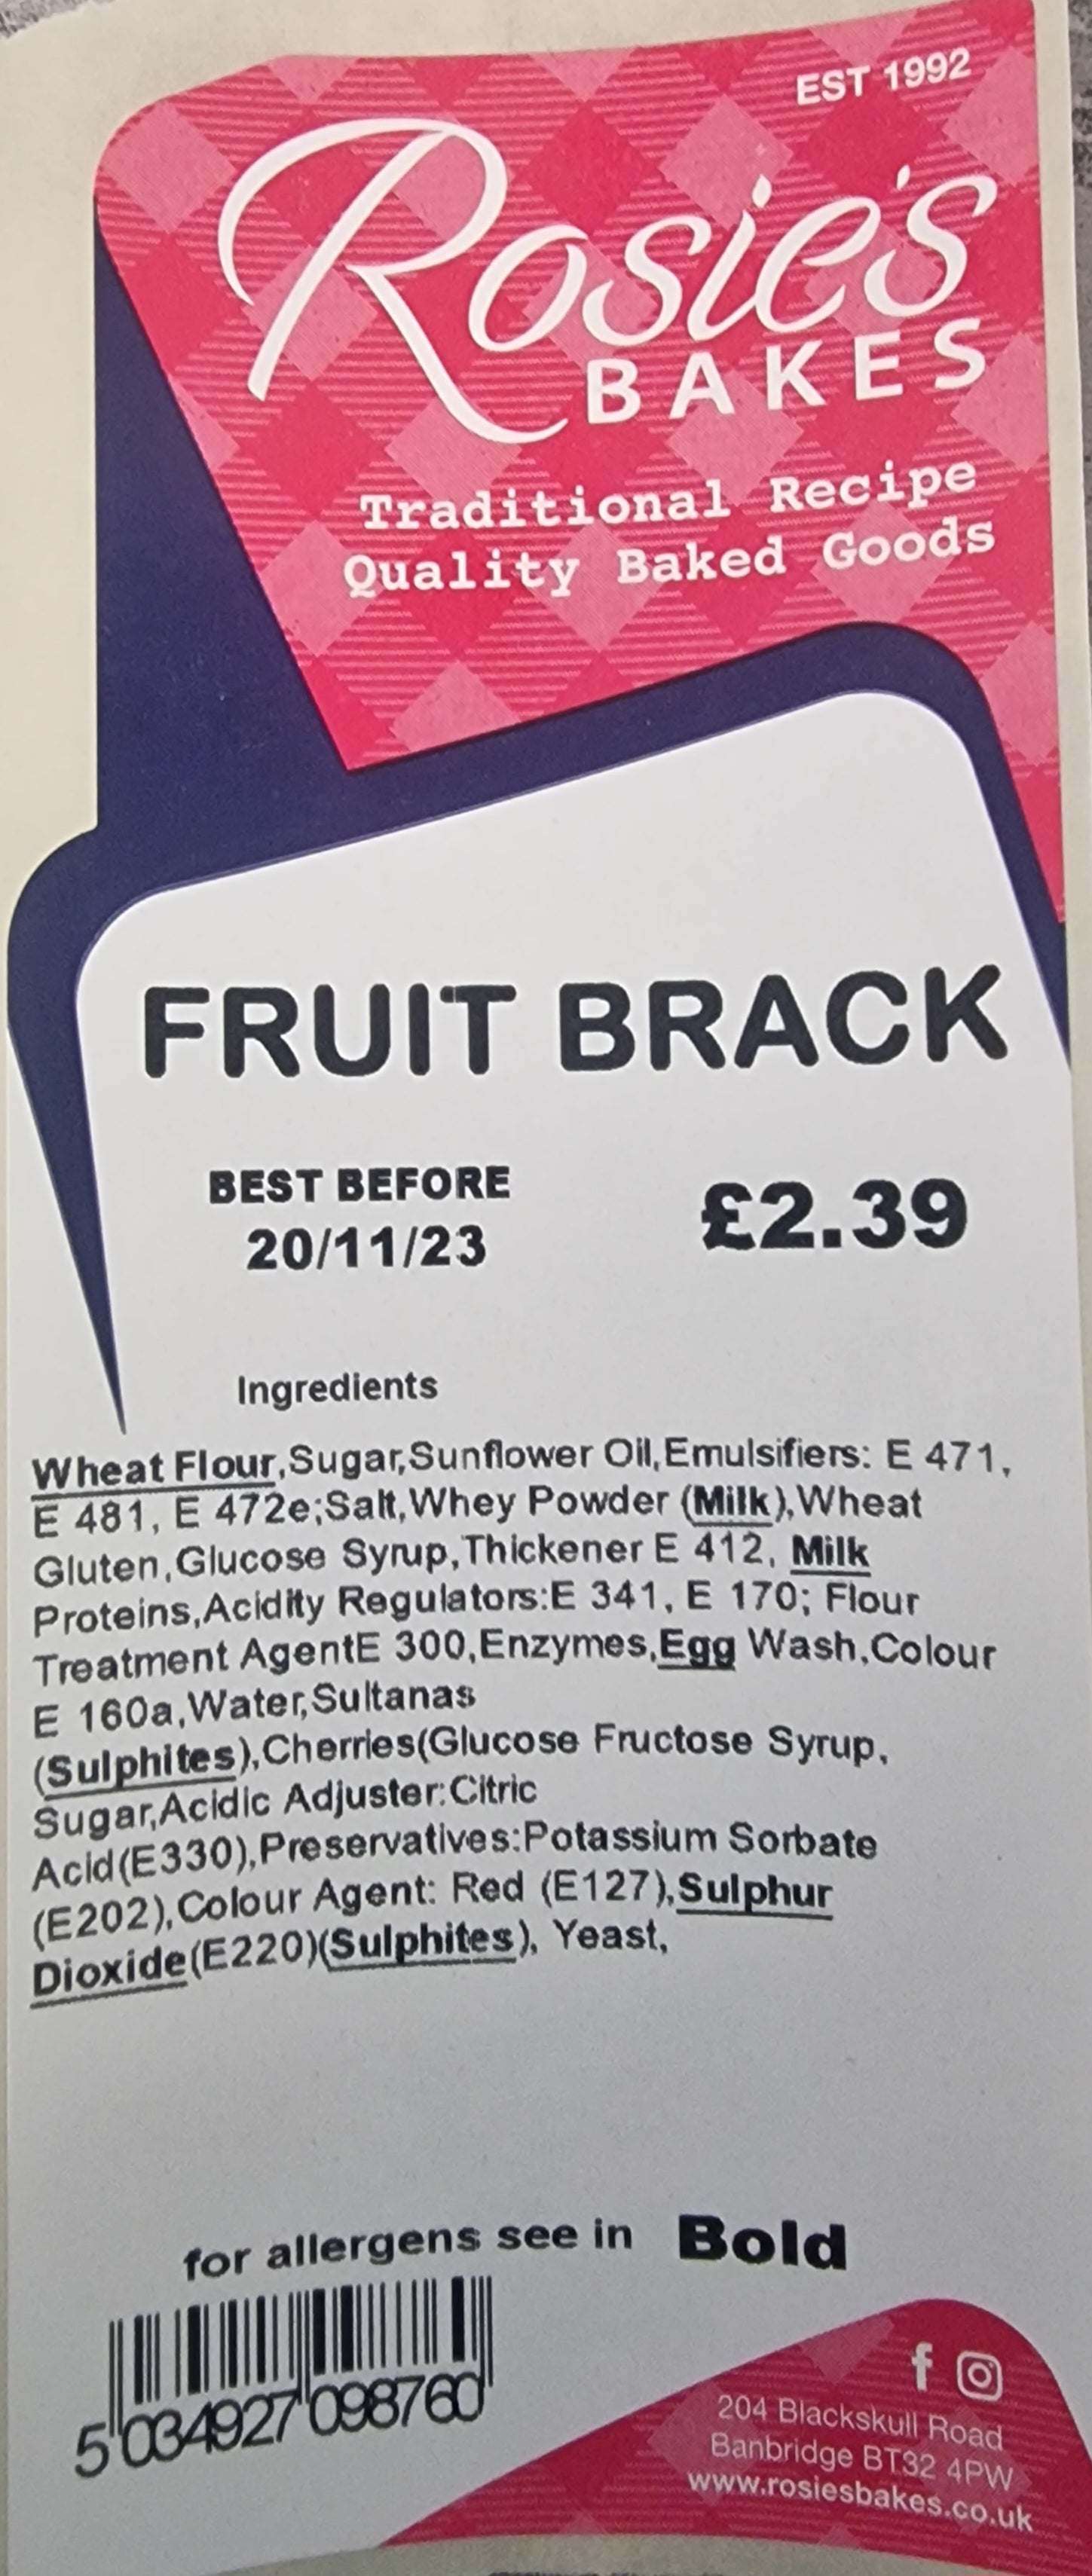 EST 1992
Rosie's
BAKES
Traditional Recipe
Quality Baked Goods
FRUIT BRACK
BEST BEFORE
20/11/23
£2.39
Ingredients
Wheat Flour,Sugar,Sunflower Oil,Emulsifiers: E 471,
E 481, E 472e;Salt,Whey Powder (Milk),Wheat
Gluten,Glucose Syrup,Thickener E 412, Milk
Proteins,Acidity Regulators:E 341, E 170; Flour
Treatment AgentE 300,Enzymes,Egg Wash,Colour
E 160a,Water,Sultanas
(Sulphites),Cherries(Glucose Fructose Syrup,
Sugar,Acidic Adjuster:Citric
Acid(E330),Preservatives:Potassium Sorbate
(E202),Colour Agent: Red (E127),Sulphur
Dioxide(E220)(Sulphites), Yeast,
for allergens see in Bold
5 034927 098760
204 Blackskull Road
Banbridge BT32 4PW
www.rosiesbakes.co.uk